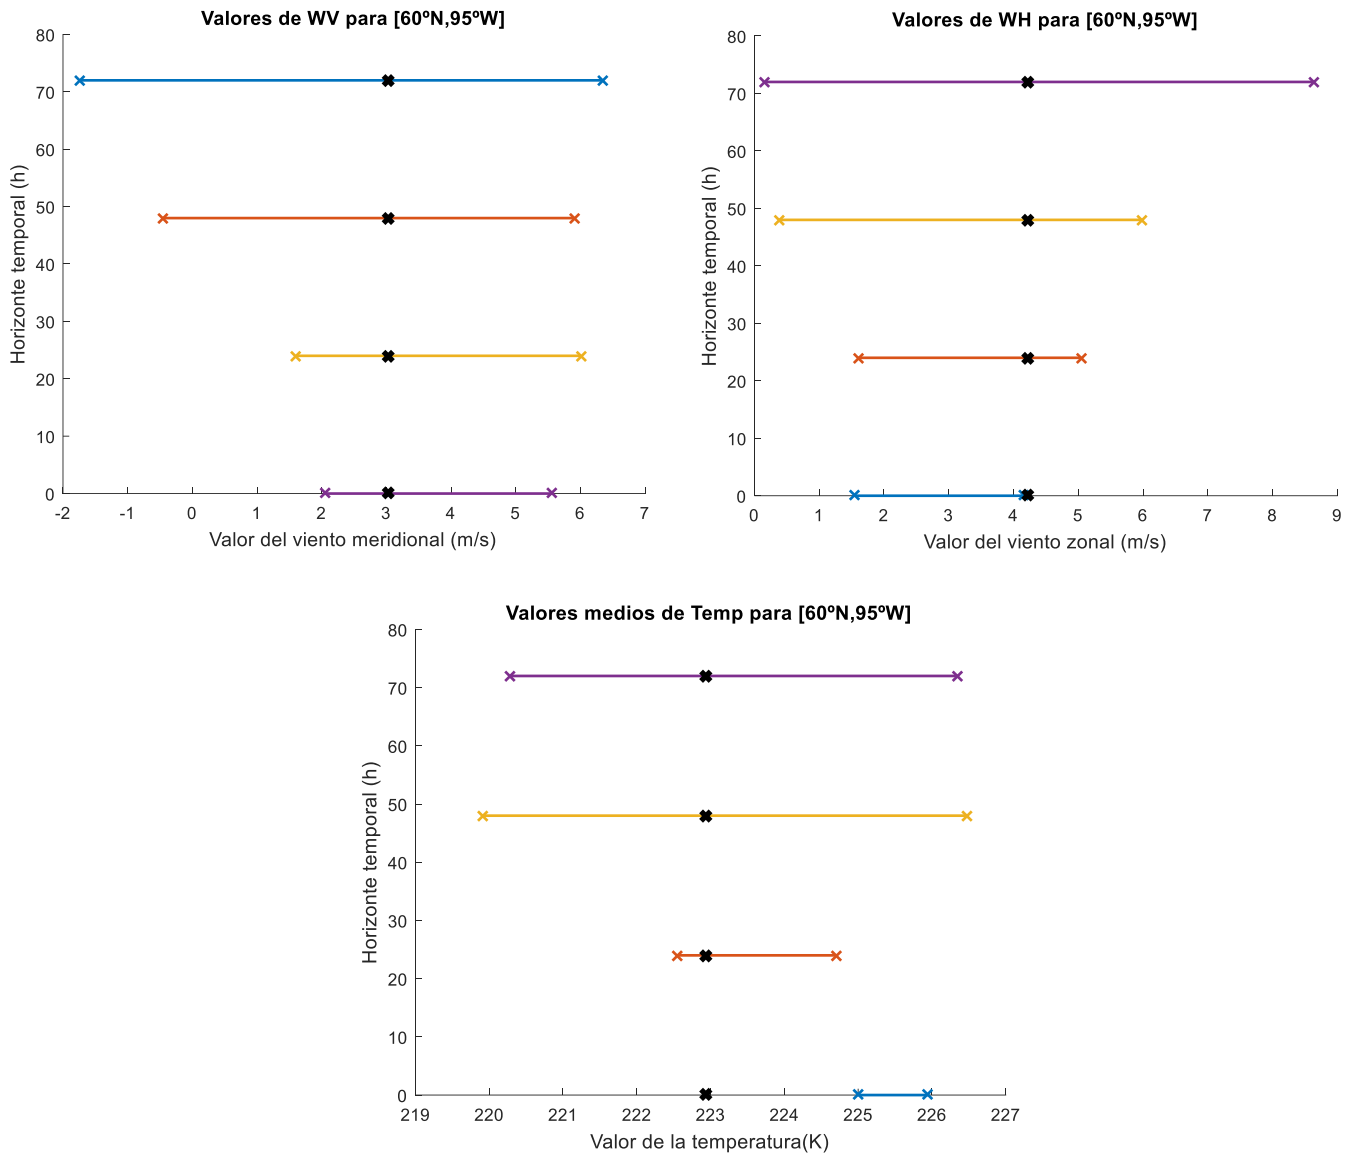 Valores de WV para [60ºN,95ºW]
80
70
60
50
40
30
20
10
0
Horizonte temporal (h)
-2 -1 0 1 2 3 4 5 6 7
Valor del viento meridional (m/s)
Valores de WH para [60ºN,95ºW]
80
70
60
50
40
30
20
10
0
Horizonte temporal (h)
0 1 2 3 4 5 6 7 8 9
Valor del viento zonal (m/s)
Valores medios de Temp para [60ºN,95ºW]
80
70
60
50
40
30
20
10
0
Horizonte temporal (h)
219 220 221 222 223 224 225 226 227
Valor de la temperatura(K)